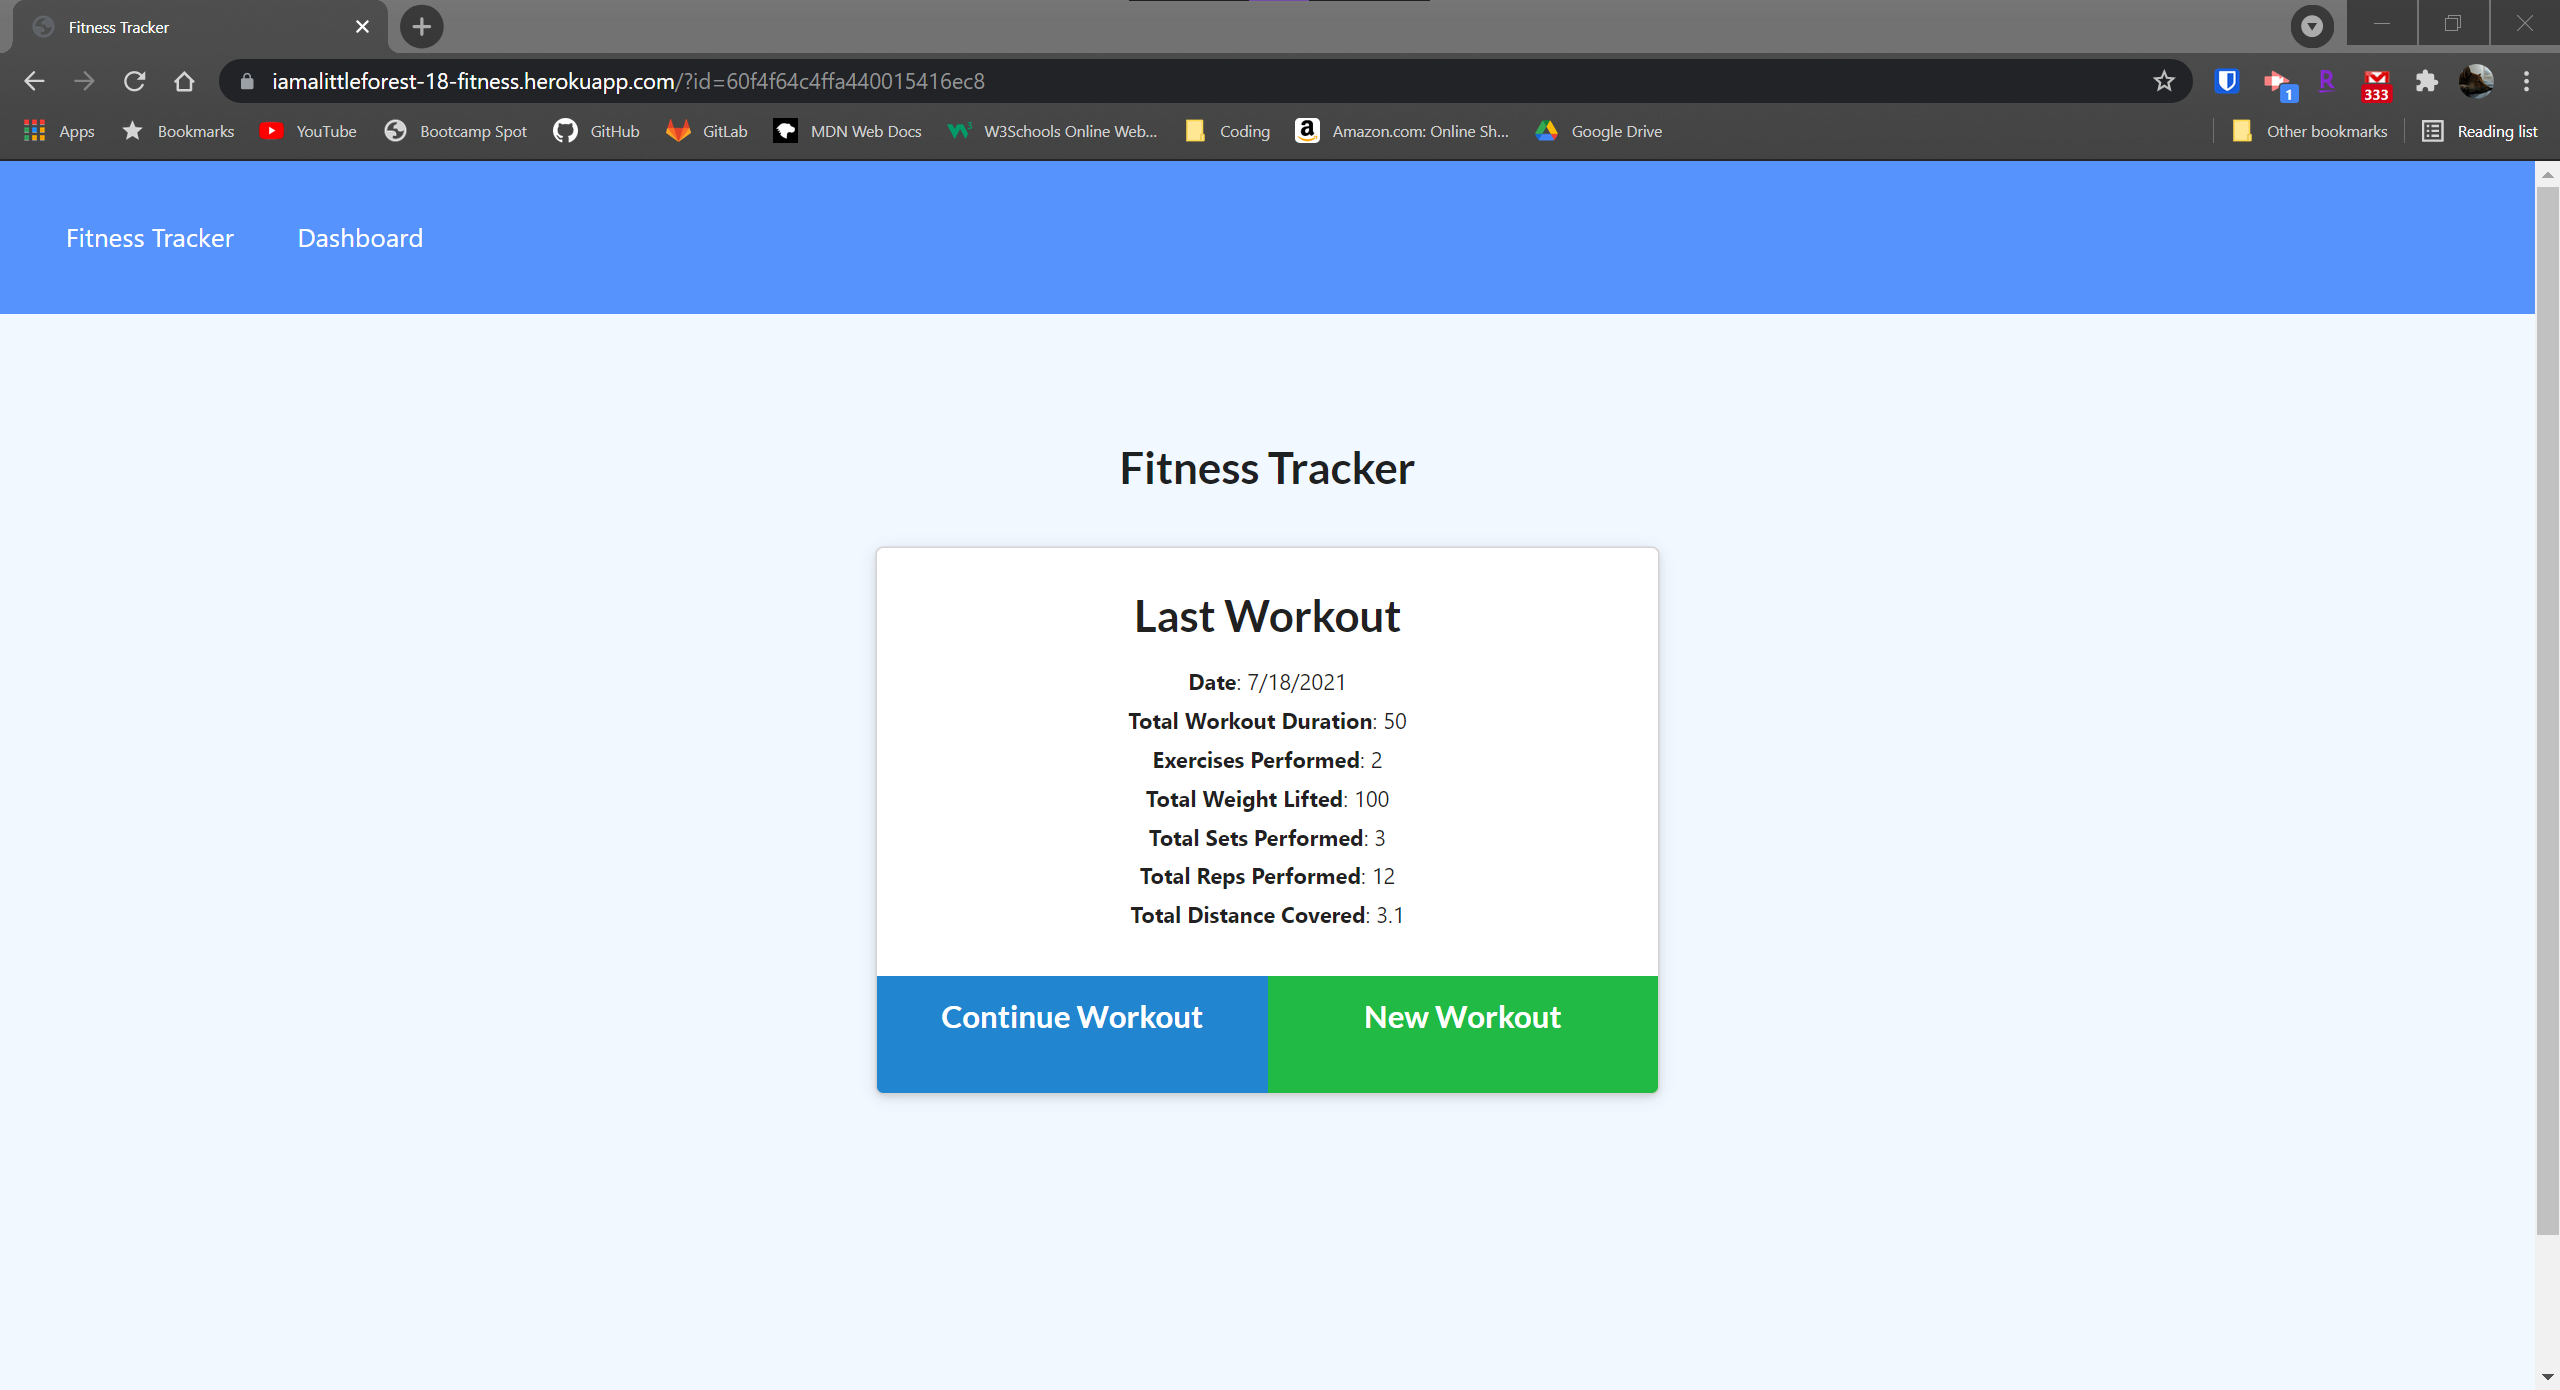 Fitness Tracker
iamalittleforest-18-fitness.herokuapp.com/?id=60f4f64c4ffa440015416ec8
1
R
333
Apps Bookmarks YouTube Bootcamp Spot GitHub GitLab MDN Web Docs W3Schools Online Web... Coding Amazon.com: Online Sh... Google Drive Other bookmarks Reading list
Fitness Tracker Dashboard
Fitness Tracker
Last Workout
Date: 7/18/2021
Total Workout Duration: 50
Exercises Performed: 2
Total Weight Lifted: 100
Total Sets Performed: 3
Total Reps Performed: 12
Total Distance Covered: 3.1
Continue Workout New Workout